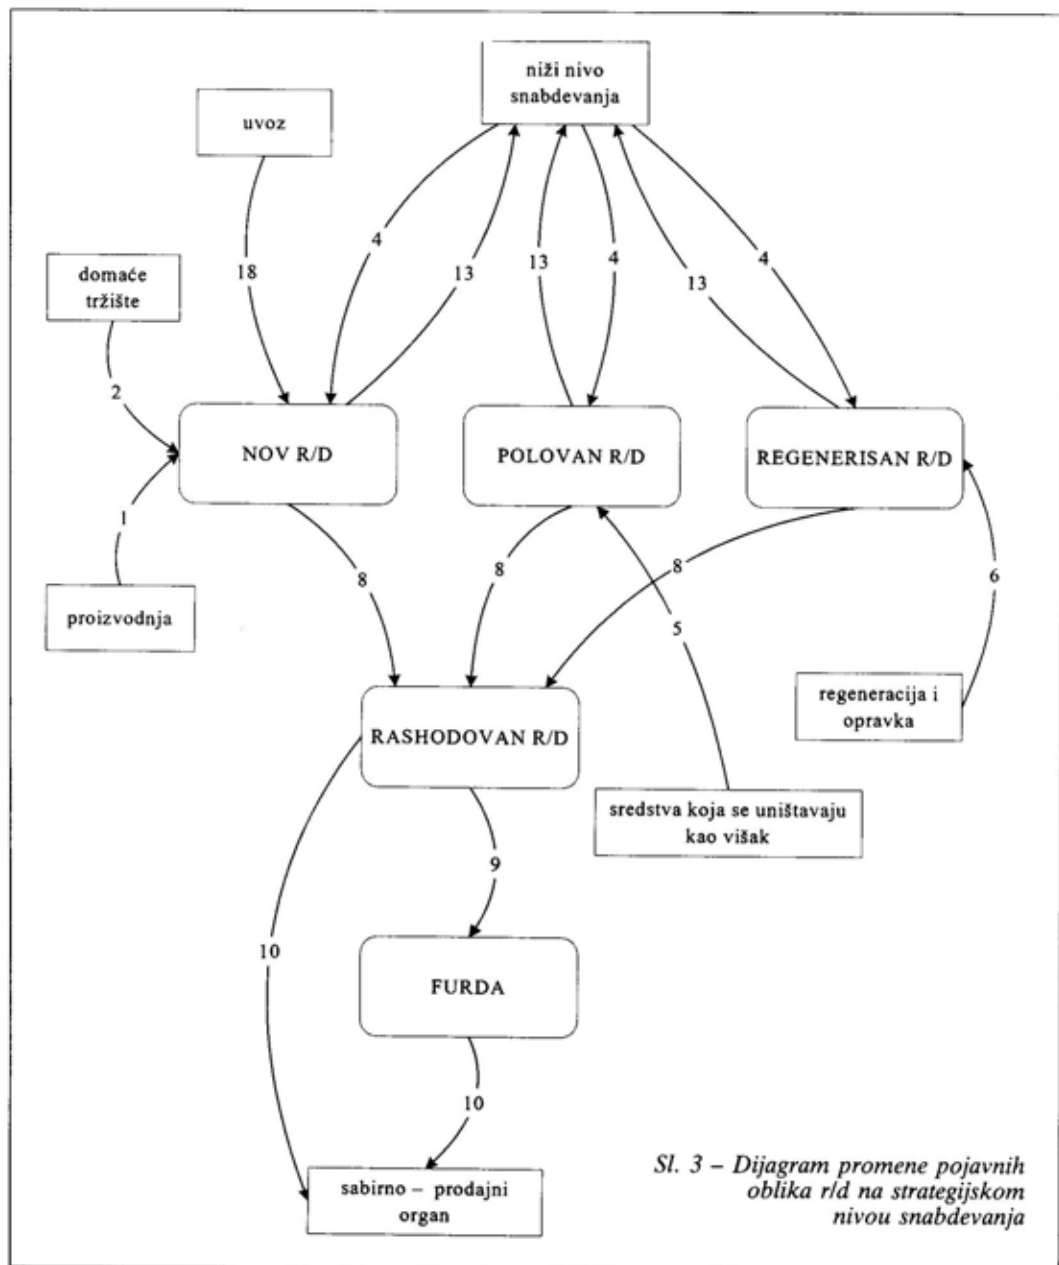 niži nivo
snabdevanja
uvoz
domaće
tržište
4
13
13
4
13
4
18
2
NOV R/D
POLOVAN R/D
REGENERISAN R/D
1
proizvodnja
8
8
8
6
5
RASHODOVAN R/D
regeneracija i
opravka
sredstva koja se uništavaju
kao višak
9
10
FURDA
10
sabirno – prodajni
organ
Sl. 3 – Dijagram promene pojavnih
oblika r/d na strategijskom
nivou snabdevanja